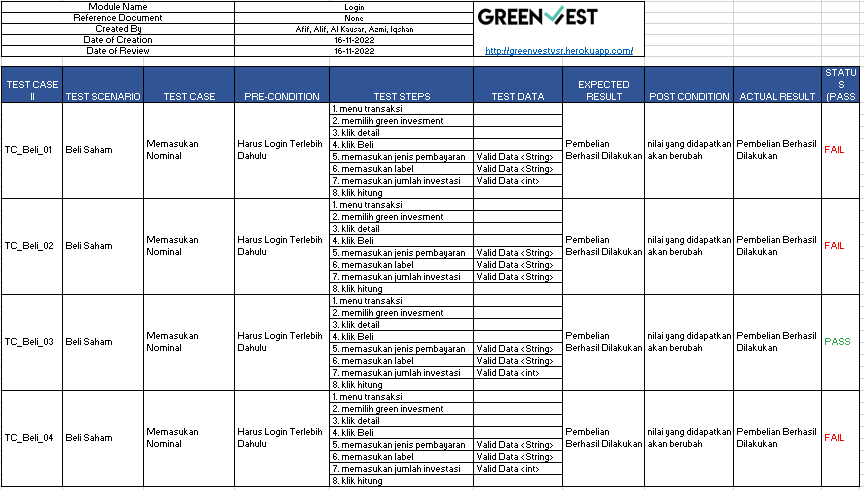 Module Name Login
Reference Document None
Created By Afif, Alif, Al Kausar, Azmi, Iqshan
Date of Creation 16-11-2022
Date of Review 16-11-2022
GREENVEST
http://greenvestvsr.herokuapp.com/
TEST CASE II TEST SCENARIO TEST CASE PRE-CONDITION TEST STEPS TEST DATA EXPECTED RESULT POST CONDITION ACTUAL RESULT STATUS (PASS
TC_Beli_01 Beli Saham Memasukan Nominal Harus Login Terlebih Dahulu
1. menu transaksi
2. memilih green invesment
3. klik detail
4. klik Beli
5. memasukan jenis pembayaran Valid Data <String>
6. memasukan label Valid Data <String>
7. memasukan jumlah investasi Valid Data <int>
8. klik hitung
Pembelian Berhasil Dilakukan nilai yang didapatkan akan berubah Pembelian Berhasil Dilakukan FAIL
TC_Beli_02 Beli Saham Memasukan Nominal Harus Login Terlebih Dahulu
1. menu transaksi
2. memilih green invesment
3. klik detail
4. klik Beli
5. memasukan jenis pembayaran Valid Data <String>
6. memasukan label Valid Data <String>
7. memasukan jumlah investasi Valid Data <String>
8. klik hitung
Pembelian Berhasil Dilakukan nilai yang didapatkan akan berubah Pembelian Berhasil Dilakukan FAIL
TC_Beli_03 Beli Saham Memasukan Nominal Harus Login Terlebih Dahulu
1. menu transaksi
2. memilih green invesment
3. klik detail
4. klik Beli
5. memasukan jenis pembayaran Valid Data <String>
6. memasukan label Valid Data <String>
7. memasukan jumlah investasi Valid Data <int>
8. klik hitung
Pembelian Berhasil Dilakukan nilai yang didapatkan akan berubah Pembelian Berhasil Dilakukan PASS
TC_Beli_04 Beli Saham Memasukan Nominal Harus Login Terlebih Dahulu
1. menu transaksi
2. memilih green invesment
3. klik detail
4. klik Beli
5. memasukan jenis pembayaran Valid Data <String>
6. memasukan label Valid Data <String>
7. memasukan jumlah investasi Valid Data <int>
8. klik hitung
Pembelian Berhasil Dilakukan nilai yang didapatkan akan berubah Pembelian Berhasil Dilakukan FAIL